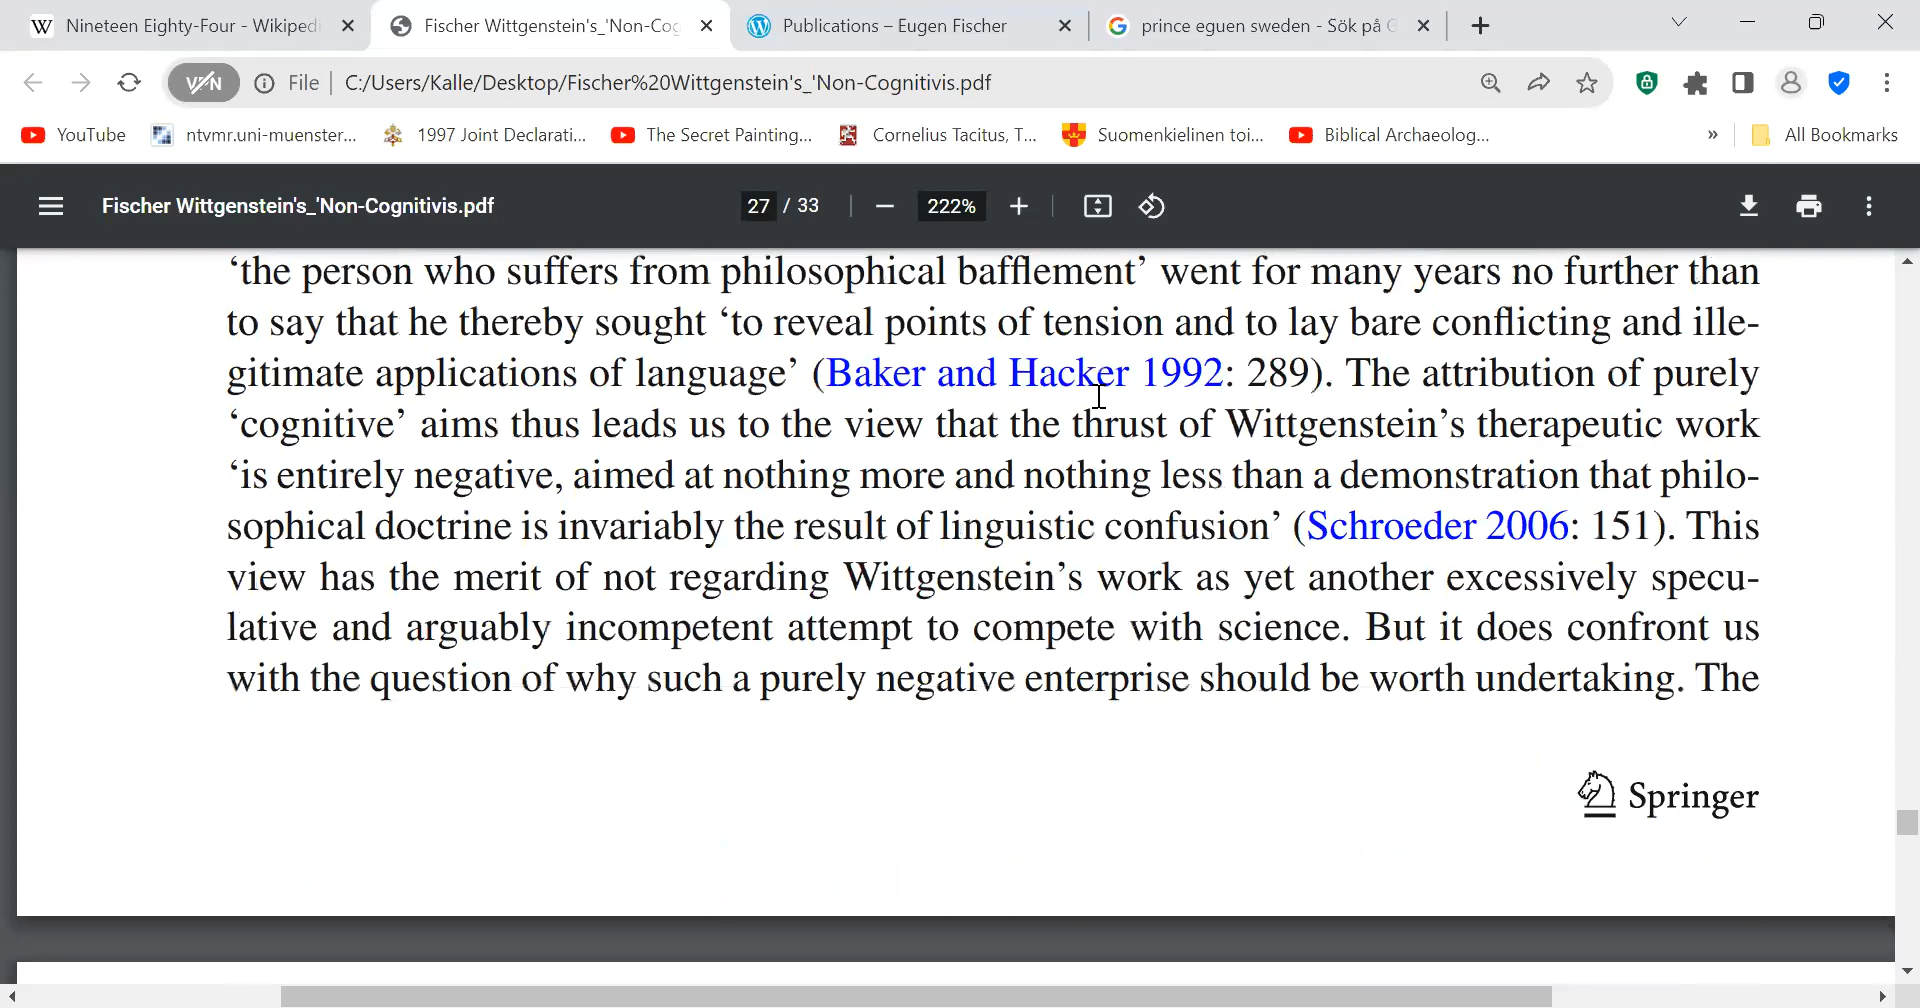 Nineteen Eighty-Four - Wikiped
Fischer Wittgenstein's_'Non-Cog
Publications – Eugen Fischer
prince eguen sweden - Sök på G
VPN
File
C:/Users/Kalle/Desktop/Fischer%20Wittgenstein's_'Non-Cognitivis.pdf
YouTube
ntvmr.uni-muenster...
1997 Joint Declarati...
The Secret Painting...
Cornelius Tacitus, T...
Suomenkielinen toi...
Biblical Archaeolog...
»
All Bookmarks
Fischer Wittgenstein's_'Non-Cognitivis.pdf
27 / 33
222%
‘the person who suffers from philosophical bafflement’ went for many years no further than
to say that he thereby sought ‘to reveal points of tension and to lay bare conflicting and ille-
gitimate applications of language’ (Baker and Hacker 1992: 289). The attribution of purely
‘cognitive’ aims thus leads us to the view that the thrust of Wittgenstein’s therapeutic work
‘is entirely negative, aimed at nothing more and nothing less than a demonstration that philo-
sophical doctrine is invariably the result of linguistic confusion’ (Schroeder 2006: 151). This
view has the merit of not regarding Wittgenstein’s work as yet another excessively specu-
lative and arguably incompetent attempt to compete with science. But it does confront us
with the question of why such a purely negative enterprise should be worth undertaking. The
Springer